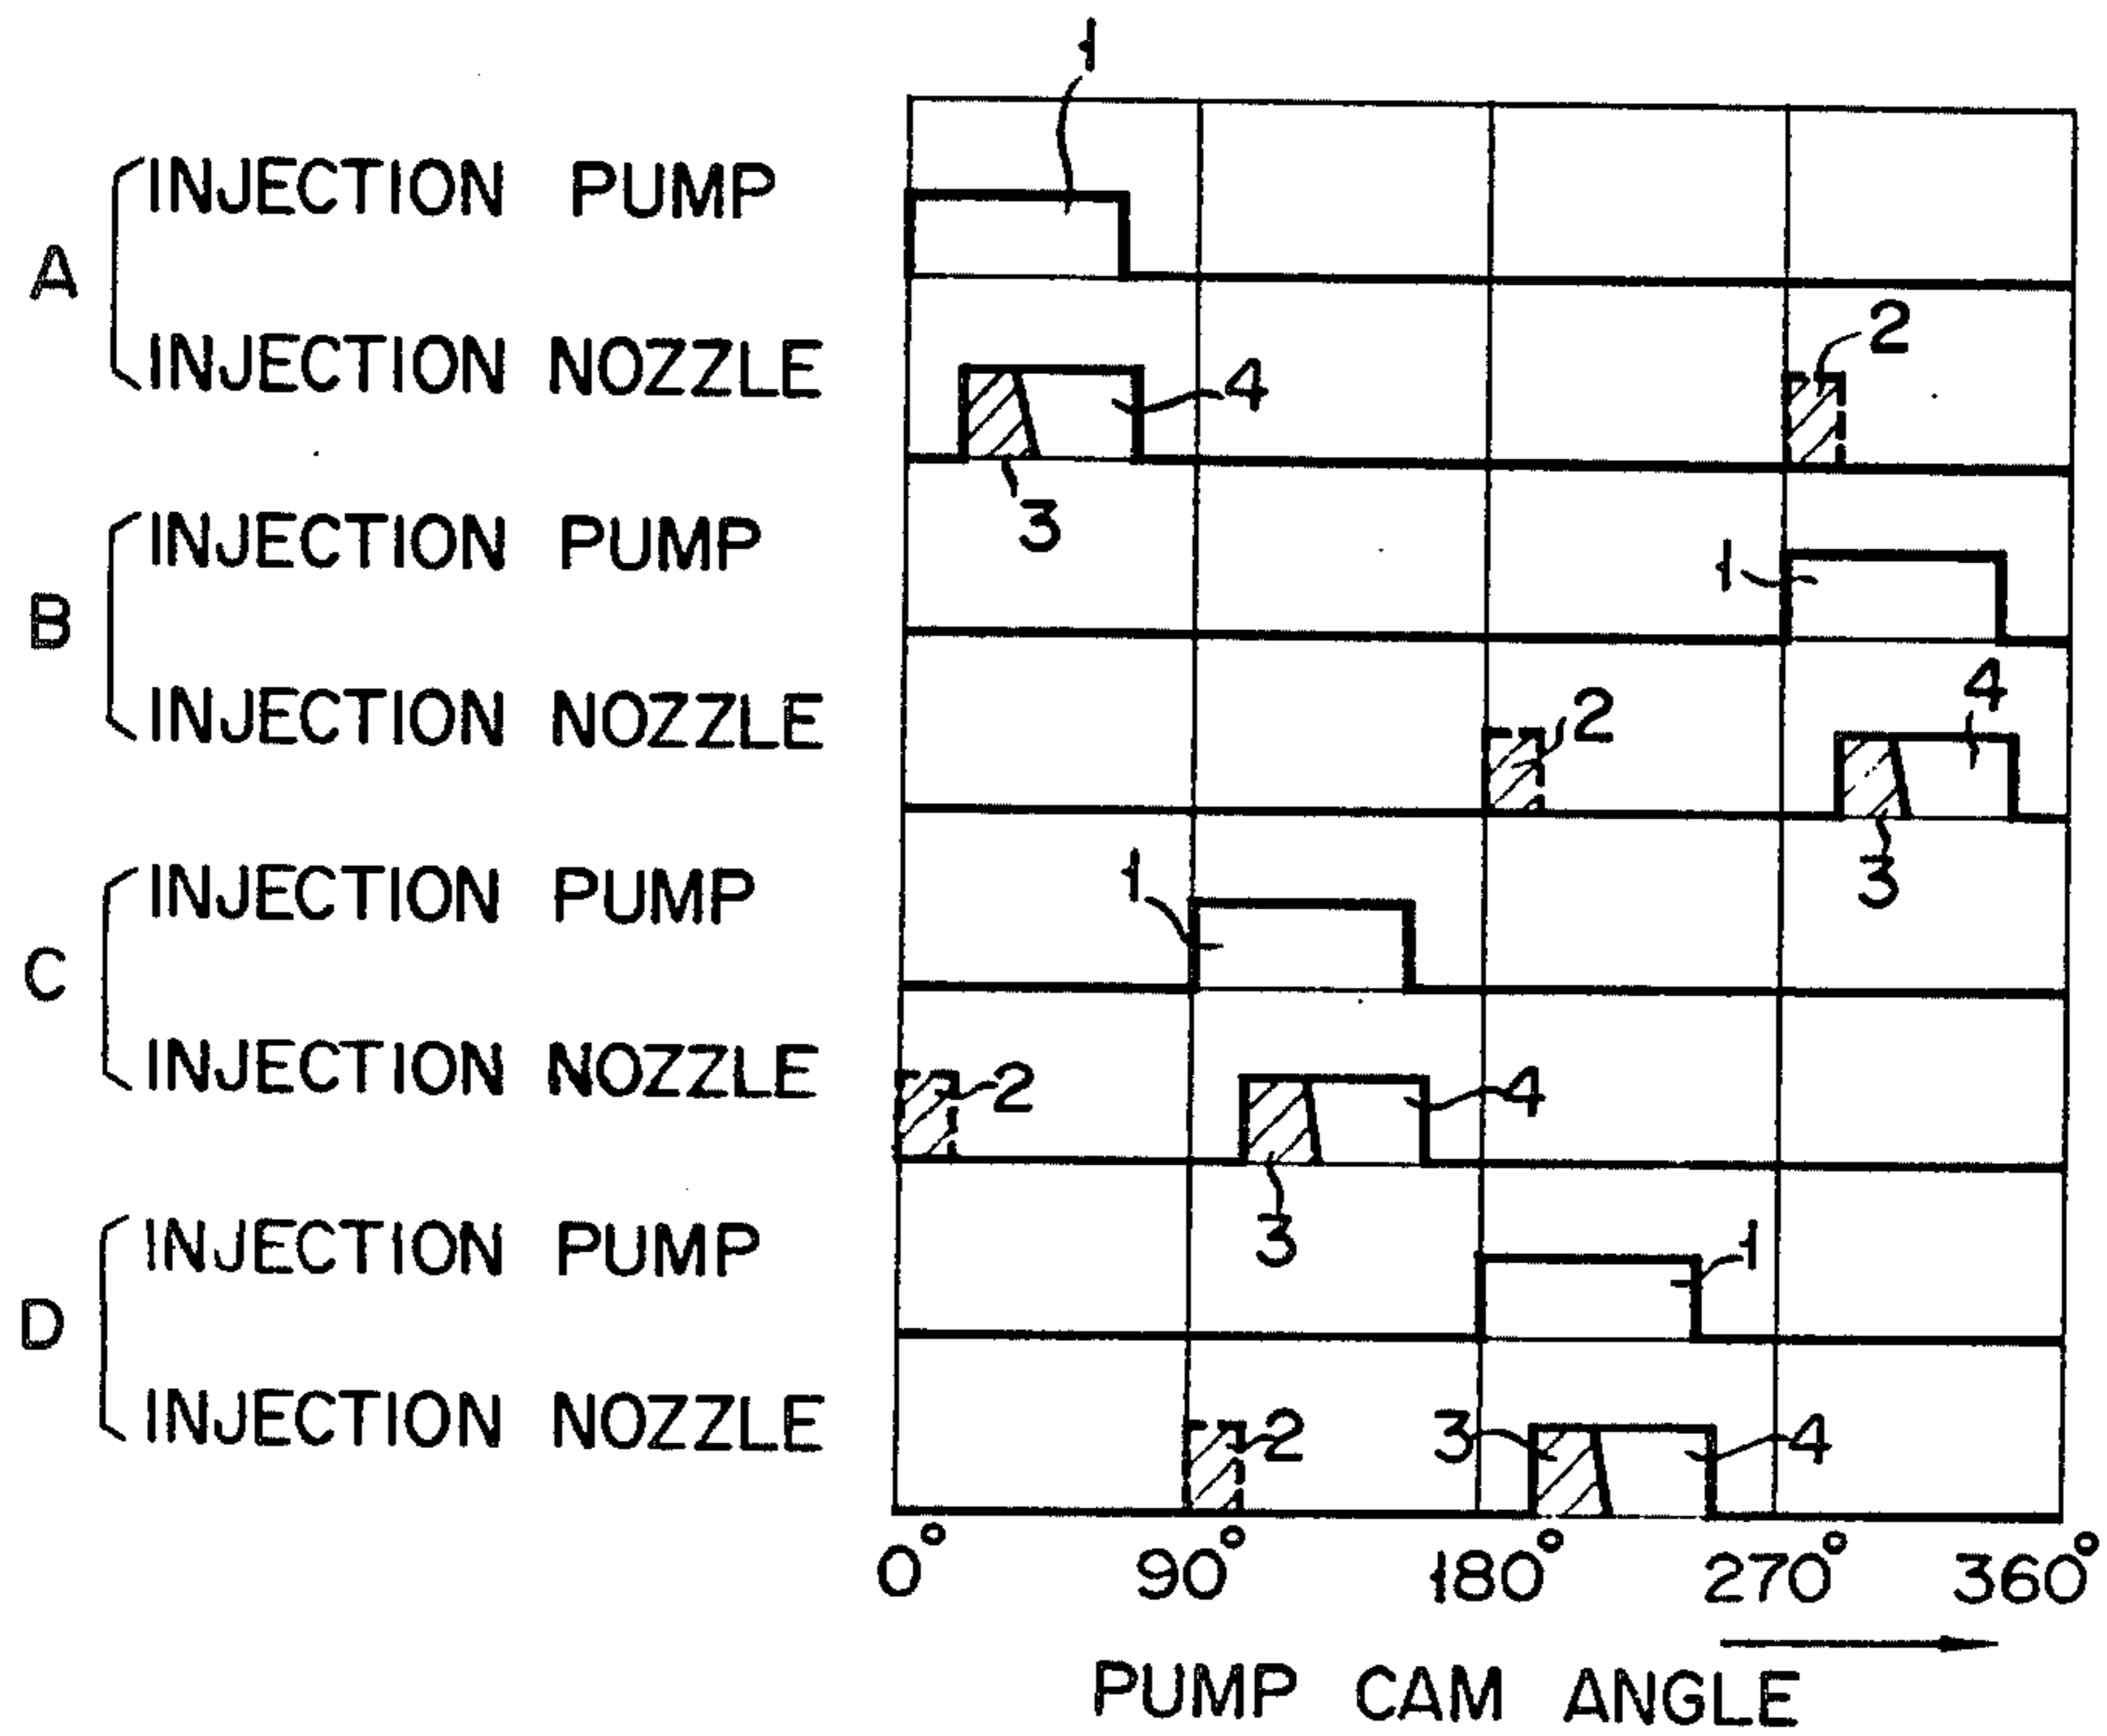 1
INJECTION PUMP
A
2
INJECTION NOZZLE
4
3
INJECTION PUMP
1
B
4
INJECTION NOZZLE
2
3
INJECTION PUMP
1
C
INJECTION NOZZLE
2
4
3
INJECTION PUMP
1
D
INJECTION NOZZLE
2
3
4
0° 90° 180° 270° 360°
PUMP CAM ANGLE